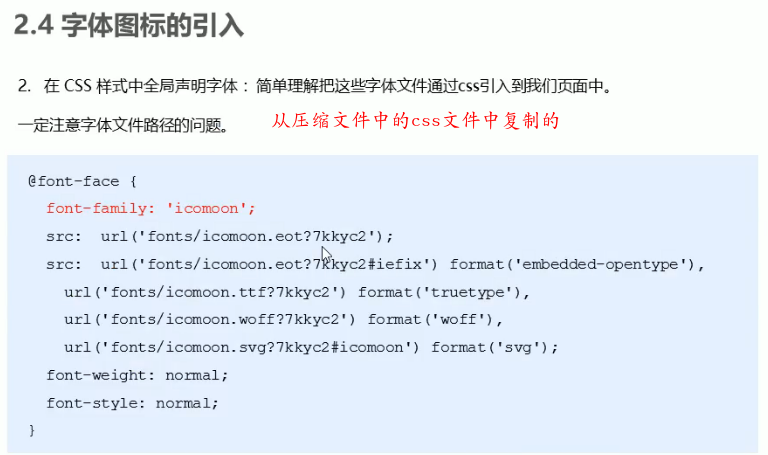 2.4 字体图标的引入
2. 在 CSS 样式中全局声明字体： 简单理解把这些字体文件通过css引入到我们页面中。
一定注意字体文件路径的问题。 从压缩文件中的css文件中复制的
@font-face {
font-family: 'icomoon';
src: url('fonts/icomoon.eot?7kkyc2');
src: url('fonts/icomoon.eot?7kkyc2#iefix') format('embedded-opentype'),
url('fonts/icomoon.ttf?7kkyc2') format('truetype'),
url('fonts/icomoon.woff?7kkyc2') format('woff'),
url('fonts/icomoon.svg?7kkyc2#icomoon') format('svg');
font-weight: normal;
font-style: normal;
}